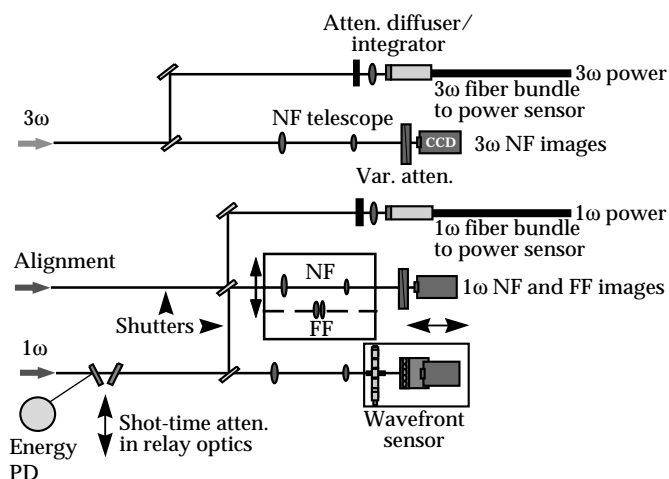 Atten. diffuser/
integrator
3ω power
3ω fiber bundle
to power sensor
3ω
NF telescope
CCD
3ω NF images
Var. atten.
1ω power
1ω fiber bundle
to power sensor
Alignment
NF
1ω NF and FF images
Shutters
FF
1ω
Shot-time atten.
in relay optics
Wavefront
sensor
Energy
PD